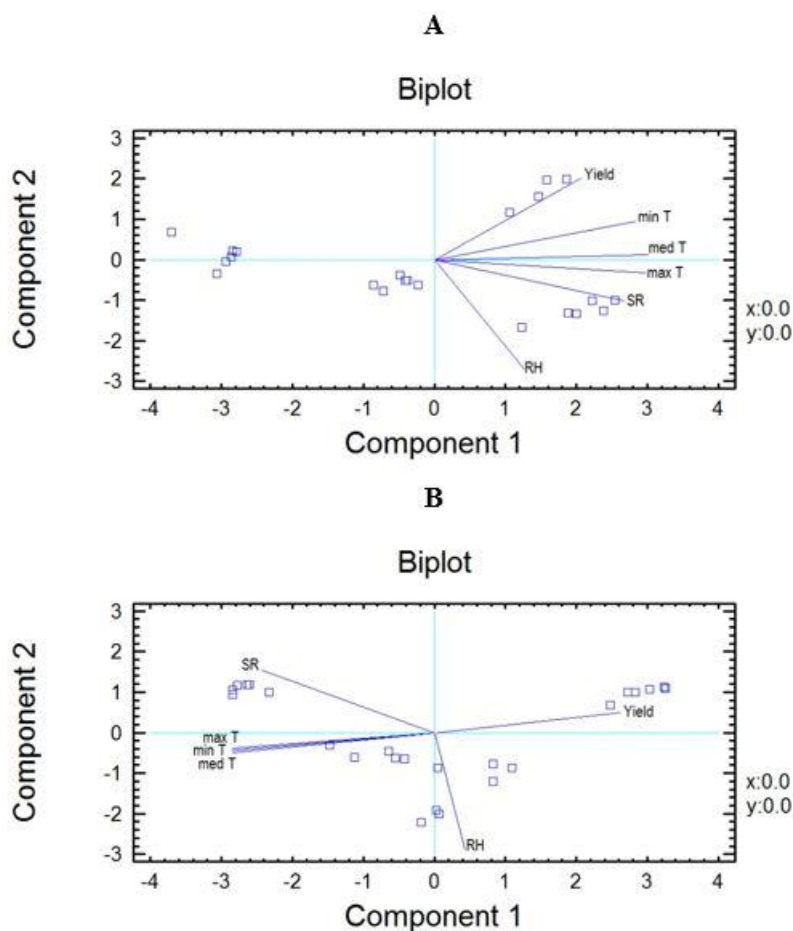 A
Biplot
3
2
1
0
-1
-2
-3
Component 2
Yield
min T
med T
max T
SR
RH
x:0.0
y:0.0
-4 -3 -2 -1 0 1 2 3 4
Component 1
B
Biplot
3
2
1
0
-1
-2
-3
Component 2
SR
Yield
max T
min T
med T
RH
x:0.0
y:0.0
-4 -3 -2 -1 0 1 2 3 4
Component 1